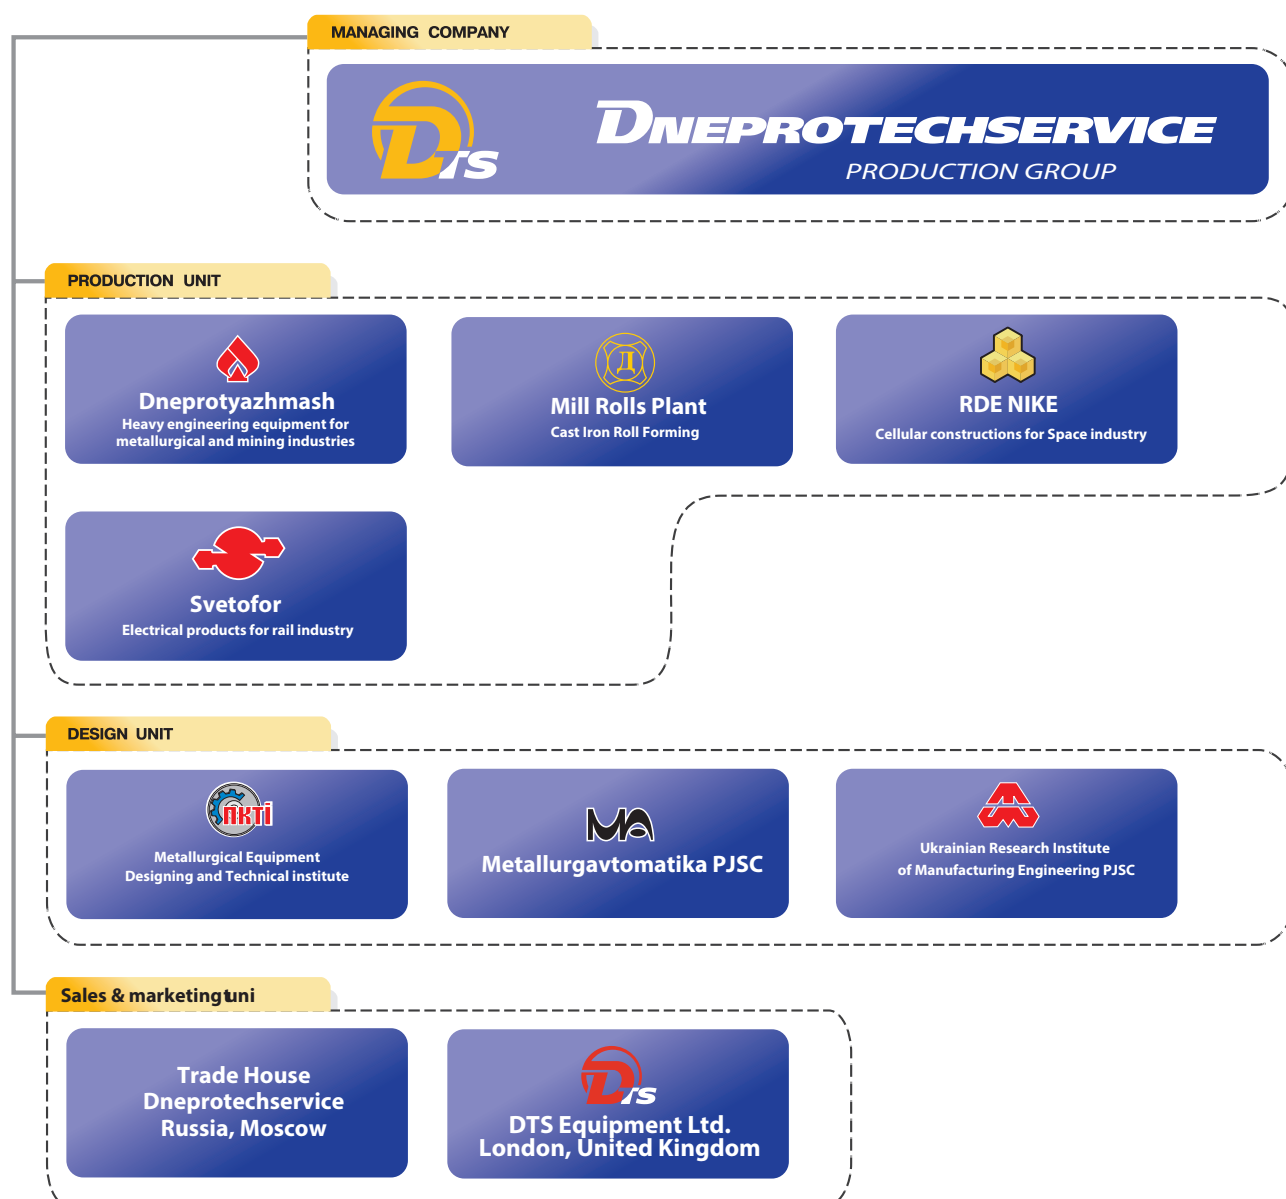 MANAGING COMPANY
DTS
DNEPROTECHSERVICE
PRODUCTION GROUP
PRODUCTION UNIT
Dneprotyazhmash
Heavy engineering equipment for
metallurgical and mining industries
Д
Mill Rolls Plant
Cast Iron Roll Forming
RDE NIKE
Cellular constructions for Space industry
Svetofor
Electrical products for rail industry
DESIGN UNIT
ПКТІ
Metallurgical Equipment
Designing and Technical institute
MA
Metallurgavtomatika PJSC
Ukrainian Research Institute
of Manufacturing Engineering PJSC
Sales & marketing uni
Trade House
Dneprotechservice
Russia, Moscow
DTS
DTS Equipment Ltd.
London, United Kingdom